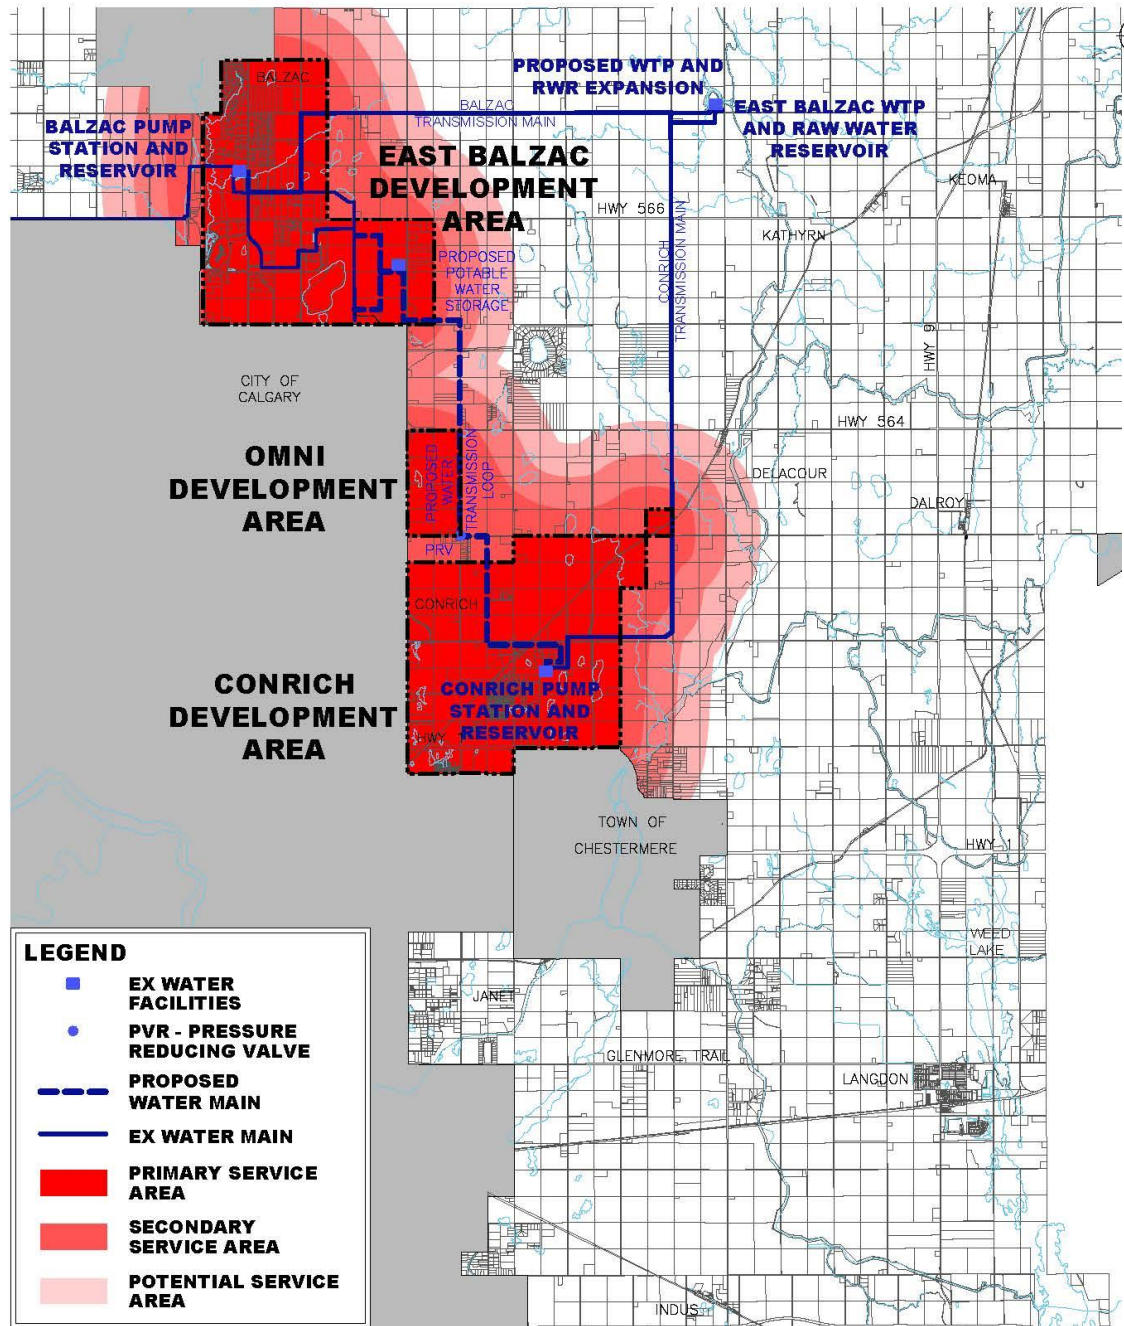 BALZAC
PROPOSED WTP AND
RWR EXPANSION
BALZAC
TRANSMISSION MAIN
EAST BALZAC WTP
AND RAW WATER
RESERVOIR
BALZAC PUMP
STATION AND
RESERVOIR
EAST BALZAC
DEVELOPMENT
AREA
KEOMA
HWY 566
KATHYRN
CONRICH
TRANSMISSION MAIN
PROPOSED
POTABLE
WATER
STORAGE
HWY 9
CITY OF
CALGARY
HWY 564
OMNI
DEVELOPMENT
AREA
PROPOSED WATER
TRANSMISSION LOOP
DELACOUR
DALROY
PRV
CONRICH
CONRICH
DEVELOPMENT
AREA
CONRICH PUMP
STATION AND
RESERVOIR
HWY 1
TOWN OF
CHESTERMERE
HWY 1
WEED
LAKE
JANET
GLENMORE TRAIL
LANGDON
INDUS
LEGEND
EX WATER
FACILITIES
PVR - PRESSURE
REDUCING VALVE
PROPOSED
WATER MAIN
EX WATER MAIN
PRIMARY SERVICE
AREA
SECONDARY
SERVICE AREA
POTENTIAL SERVICE
AREA